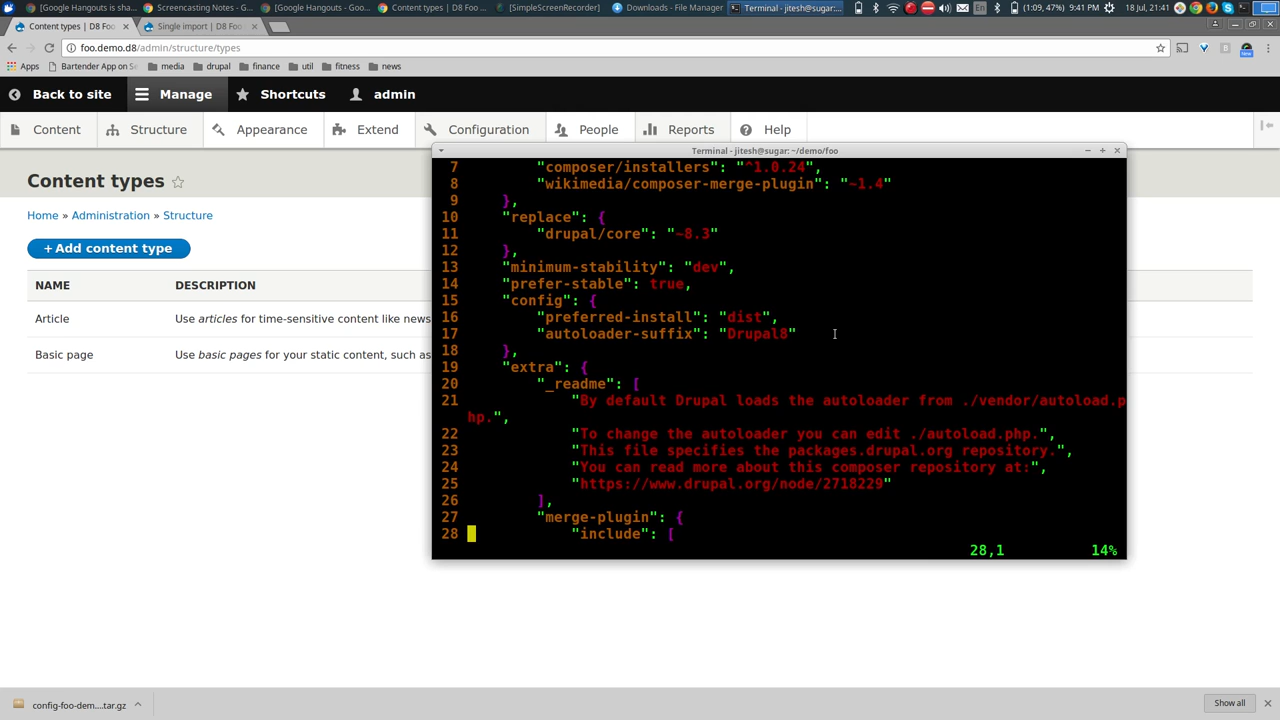 [Google Hangouts is sha...
Screencasting Notes - G...
[Google Hangouts - Goo...
Content types | D8 Foo ...
[SimpleScreenRecorder]
Downloads - File Manager
Terminal - jitesh@sugar:...
En
(1:09, 47%)
9:41 PM
18 Jul, 21:41
Content types | D8 Foo
Single import | D8 Foo
foo.demo.d8/admin/structure/types
Apps
Bartender App on Se
media
drupal
finance
util
fitness
news
Back to site
Manage
Shortcuts
admin
Content
Structure
Appearance
Extend
Configuration
People
Reports
Help
Content types
Home » Administration » Structure
+ Add content type
NAME
DESCRIPTION
Article
Use articles for time-sensitive content like news
Basic page
Use basic pages for your static content, such as
Terminal - jitesh@sugar: ~/demo/foo
7 "composer/installers": "^1.0.24",
8 "wikimedia/composer-merge-plugin": "~1.4"
9 },
10 "replace": {
11 "drupal/core": "~8.3"
12 },
13 "minimum-stability": "dev",
14 "prefer-stable": true,
15 "config": {
16 "preferred-install": "dist",
17 "autoloader-suffix": "Drupal8"
18 },
19 "extra": {
20 "_readme": [
21 "By default Drupal loads the autoloader from ./vendor/autoload.p
hp.",
22 "To change the autoloader you can edit ./autoload.php.",
23 "This file specifies the packages.drupal.org repository.",
24 "You can read more about this composer repository at:",
25 "https://www.drupal.org/node/2718229"
26 ],
27 "merge-plugin": {
28 "include": [
28,1 14%
config-foo-dem....tar.gz
Show all